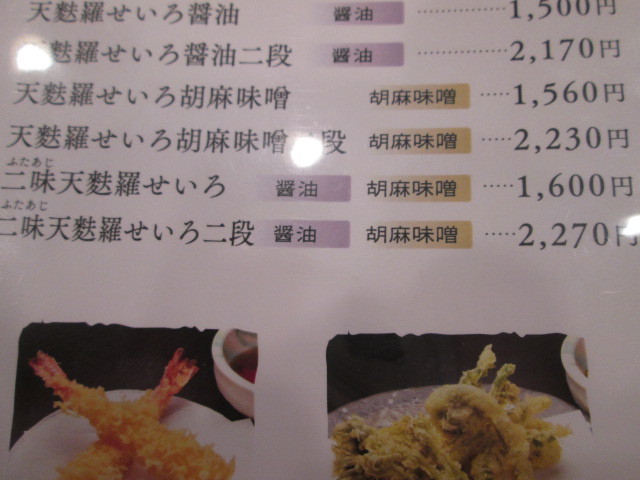 天麩羅せいろ醤油 醤油 ………… 1,500円
天麩羅せいろ醤油二段 醤油 ………… 2,170円
天麩羅せいろ胡麻味噌 胡麻味噌 ····· 1,560円
天麩羅せいろ胡麻味噌 段 胡麻味噌 ····· 2,230円
ふたあじ
二味天麩羅せいろ 醤油 胡麻味噌 ····· 1,600円
ふたあじ
二味天麩羅せいろ二段 醤油 胡麻味噌 ····· 2,270円